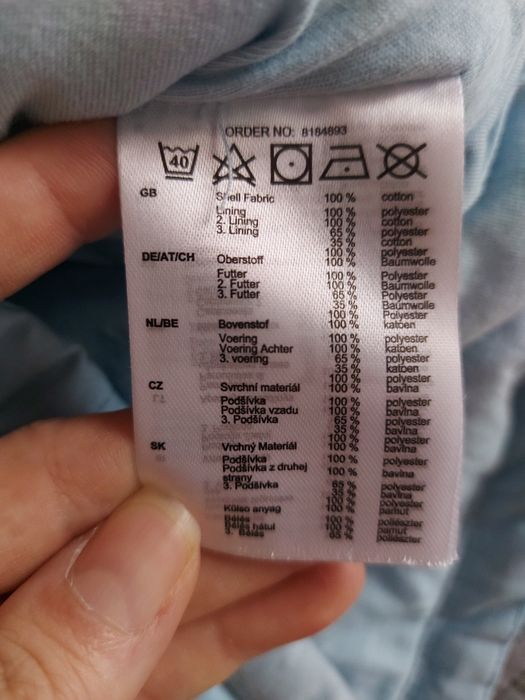 ORDER NO: 8184893
40
GB Shell Fabric 100 % cotton
Lining 100 % polyester
2. Lining 100 % cotton
3. Lining 65 % polyester
35 % cotton
100 % polyester
DE/AT/CH Oberstoff 100 % Baumwolle
Futter 100 % Polyester
2. Futter 100 % Baumwolle
3. Futter 65 % Polyester
35 % Baumwolle
100 % Polyester
NL/BE Bovenstof 100 % katoen
Voering 100 % polyester
Voering Achter 100 % katoen
3. voering 65 % polyester
35 % katoen
100 % polyester
CZ Svrchní materiál 100 % bavlna
Podšívka 100 % polyester
Podšívka vzadu 100 % bavlna
3. Podšívka 65 % polyester
35 % bavlna
100 % polyester
SK Vrchný Materiál 100 % bavlna
Podšívka 100 % polyester
Podšívka z druhej 100 % bavlna
strany
3. Podšívka 65 % polyester
35 % bavlna
100 % polyester
Külso anyag 100 % pamut
Bélés 100 % poliészter
Bélés hátul 100 % pamut
3. Bélés 65 % poliészter